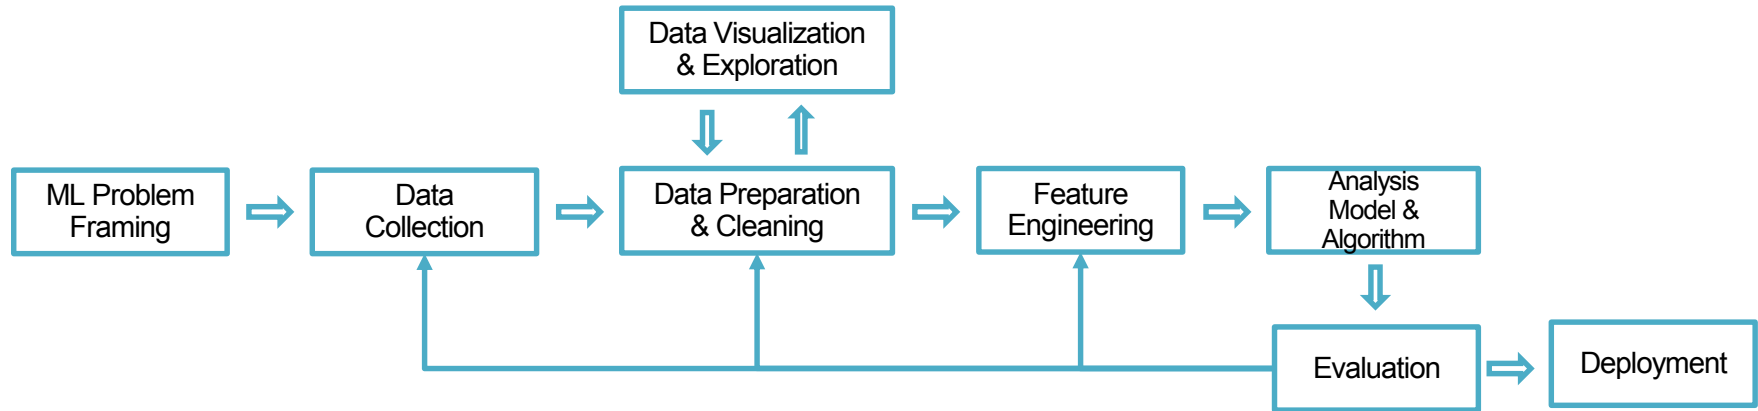 Data Visualization
& Exploration
ML Problem
Framing
Data
Collection
Data Preparation
& Cleaning
Feature
Engineering
Analysis
Model &
Algorithm
Evaluation
Deployment